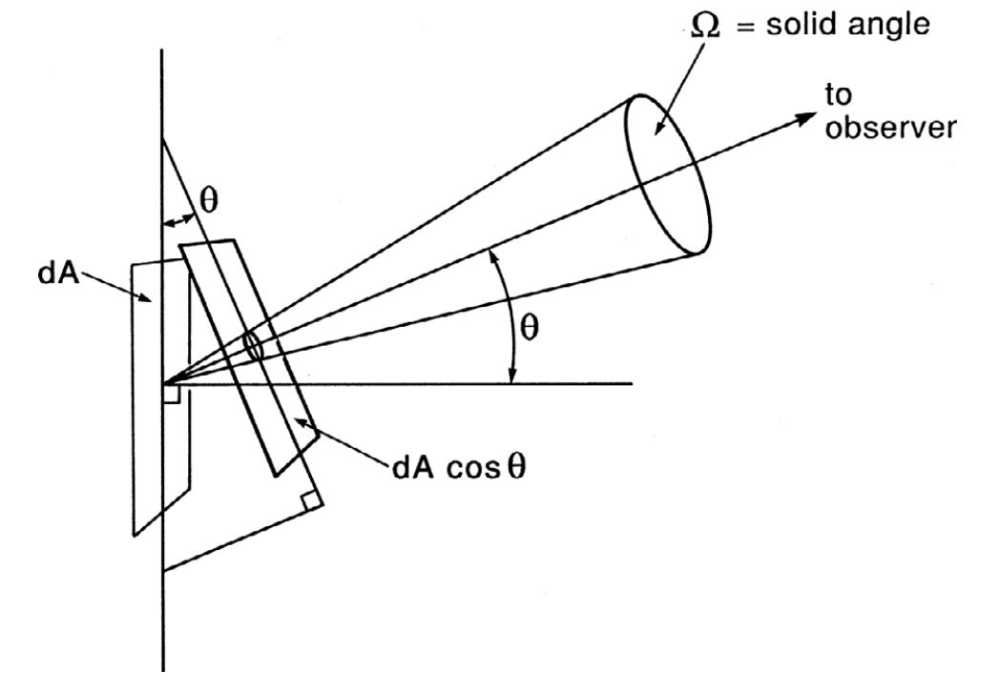 Ω = solid angle
to
observer
θ
dA
θ
dA cos θ